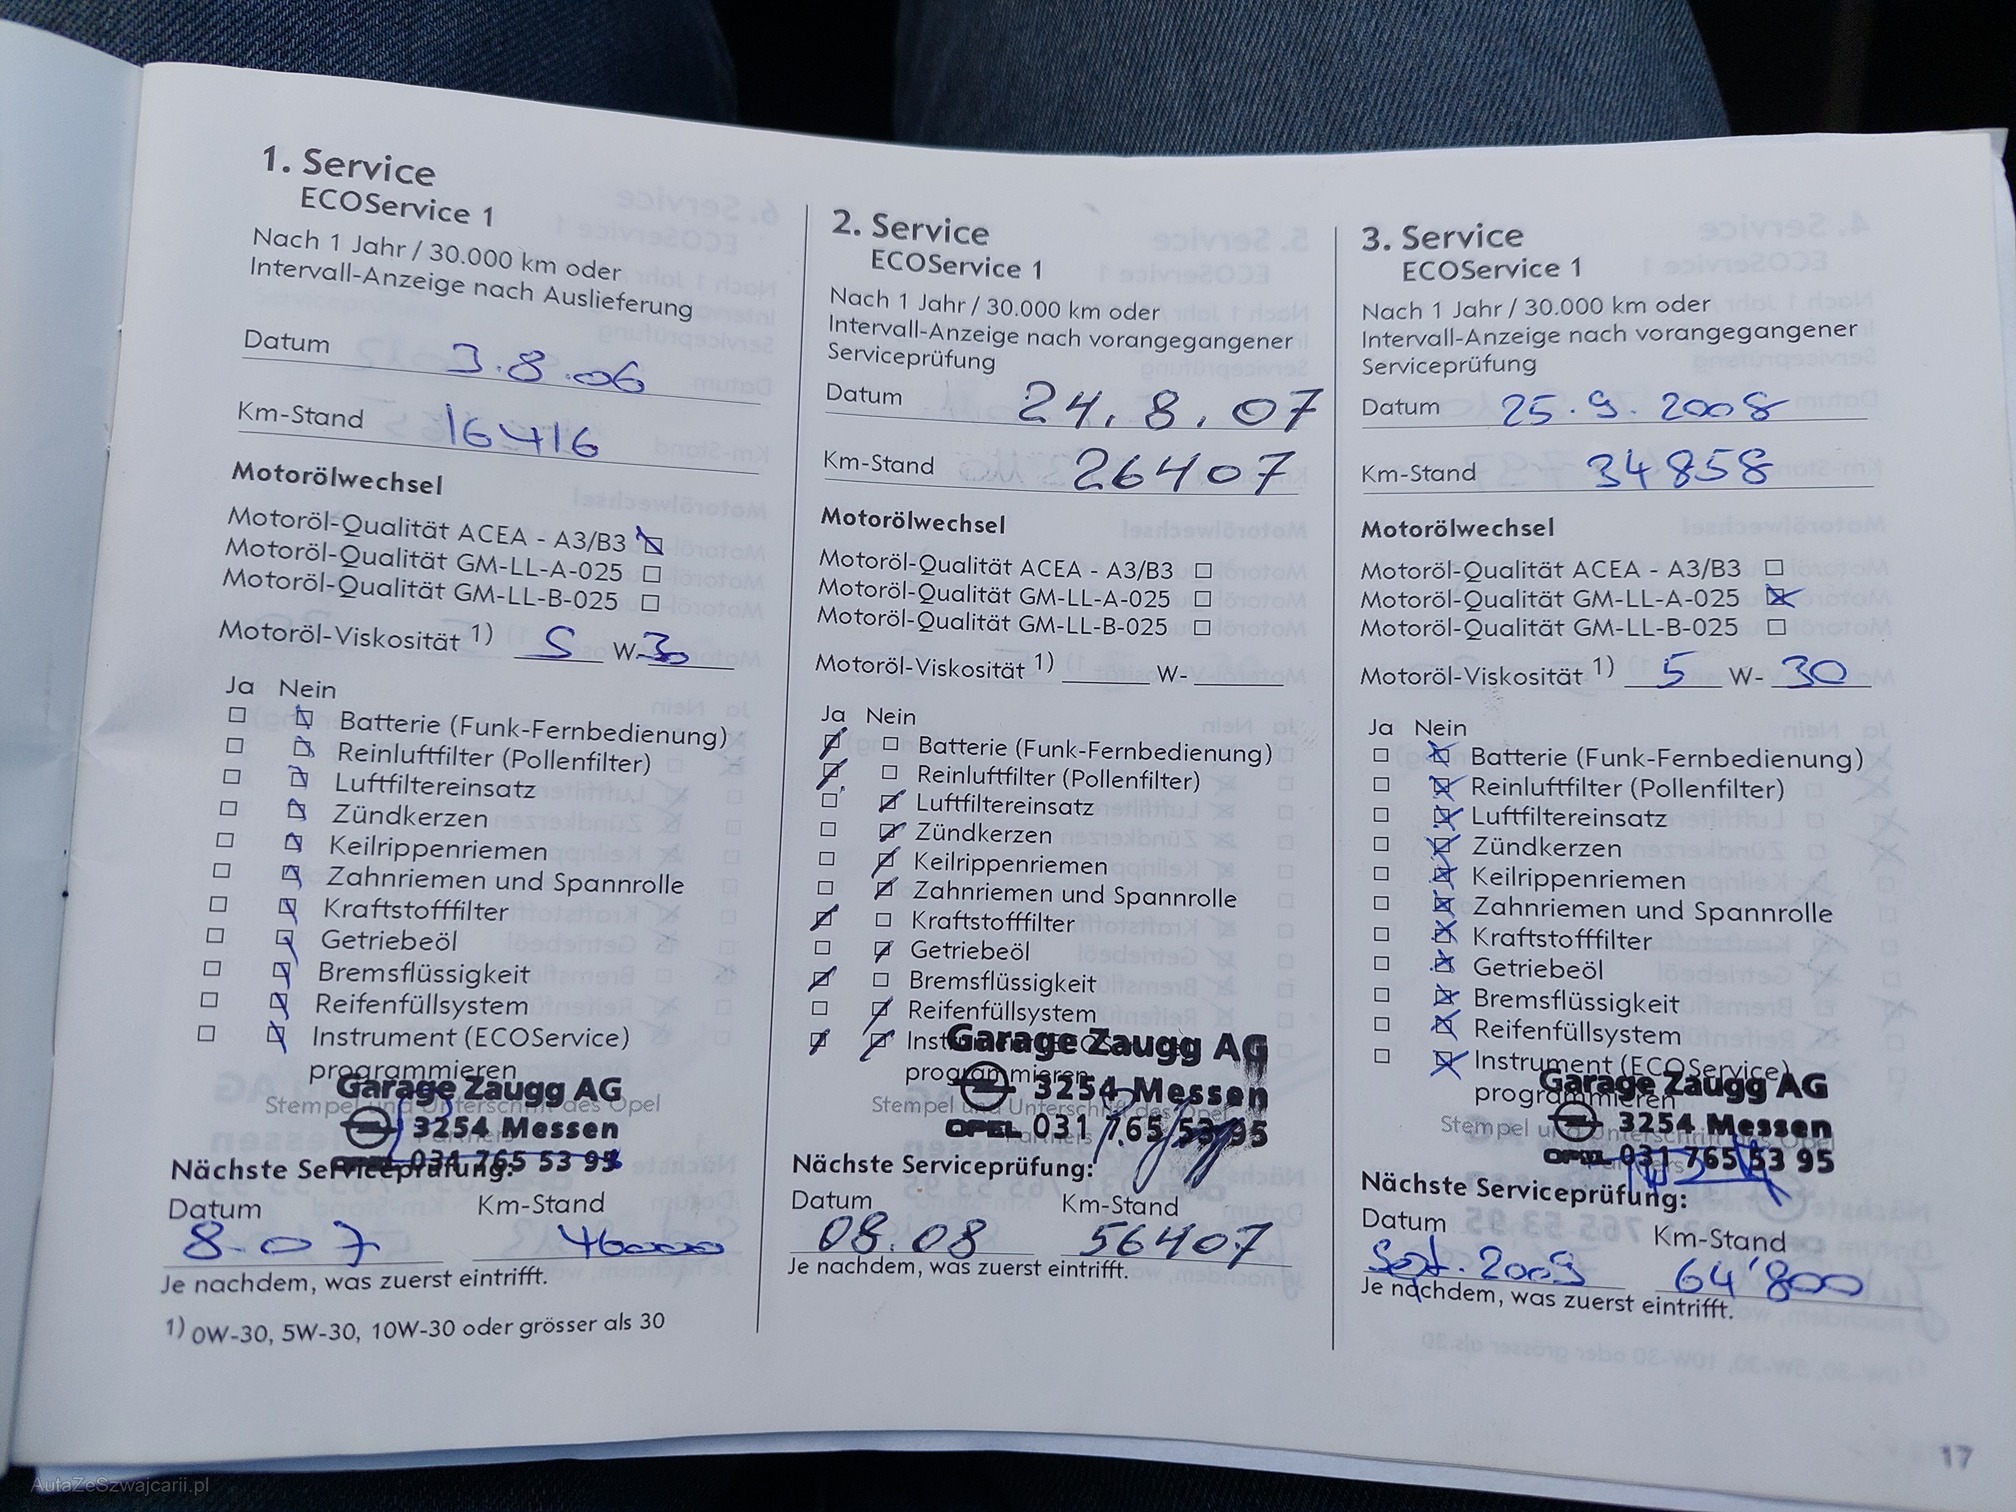 1. Service
ECOService 1
Nach 1 Jahr / 30.000 km oder
Intervall-Anzeige nach Auslieferung
Datum 3.8.06
Km-Stand 16416
Motorölwechsel
Motoröl-Qualität ACEA - A3/B3
Motoröl-Qualität GM-LL-A-025
Motoröl-Qualität GM-LL-B-025
Motoröl-Viskosität 1) 5 W-30
Ja Nein
Batterie (Funk-Fernbedienung)
Reinluftfilter (Pollenfilter)
Luftfiltereinsatz
Zündkerzen
Keilrippenriemen
Zahnriemen und Spannrolle
Kraftstofffilter
Getriebeöl
Bremsflüssigkeit
Reifenfüllsystem
Instrument (ECOService)
programmieren
Garage Zaugg AG
Stempel und Unterschrift des Opel
3254 Messen
OPEL 031 765 53 95
Nächste Serviceprüfung:
Datum Km-Stand
8.07 46000
Je nachdem, was zuerst eintrifft.
1) 0W-30, 5W-30, 10W-30 oder grösser als 30
2. Service
ECOService 1
Nach 1 Jahr / 30.000 km oder
Intervall-Anzeige nach vorangegangener
Serviceprüfung
Datum 24.8.07
Km-Stand 26407
Motorölwechsel
Motoröl-Qualität ACEA - A3/B3
Motoröl-Qualität GM-LL-A-025
Motoröl-Qualität GM-LL-B-025
Motoröl-Viskosität 1) W-
Ja Nein
Batterie (Funk-Fernbedienung)
Reinluftfilter (Pollenfilter)
Luftfiltereinsatz
Zündkerzen
Keilrippenriemen
Zahnriemen und Spannrolle
Kraftstofffilter
Getriebeöl
Bremsflüssigkeit
Reifenfüllsystem
Garage Zaugg AG
programmieren
3254 Messen
Stempel und Unterschrift des Opel
OPEL 031 765 53 95
Nächste Serviceprüfung:
Datum Km-Stand
08.08 56407
Je nachdem, was zuerst eintrifft.
3. Service
ECOService 1
Nach 1 Jahr / 30.000 km oder
Intervall-Anzeige nach vorangegangener
Serviceprüfung
Datum 25.9.2008
Km-Stand 34858
Motorölwechsel
Motoröl-Qualität ACEA - A3/B3
Motoröl-Qualität GM-LL-A-025
Motoröl-Qualität GM-LL-B-025
Motoröl-Viskosität 1) 5 W-30
Ja Nein
Batterie (Funk-Fernbedienung)
Reinluftfilter (Pollenfilter)
Luftfiltereinsatz
Zündkerzen
Keilrippenriemen
Zahnriemen und Spannrolle
Kraftstofffilter
Getriebeöl
Bremsflüssigkeit
Reifenfüllsystem
Instrument (ECOService)
Garage Zaugg AG
programmieren
3254 Messen
Stempel und Unterschrift des Opel
OPEL 031 765 53 95
Nächste Serviceprüfung:
Datum Km-Stand
Sept. 2009 64'800
Je nachdem, was zuerst eintrifft.
17
AutaZeSzwajcarii.pl